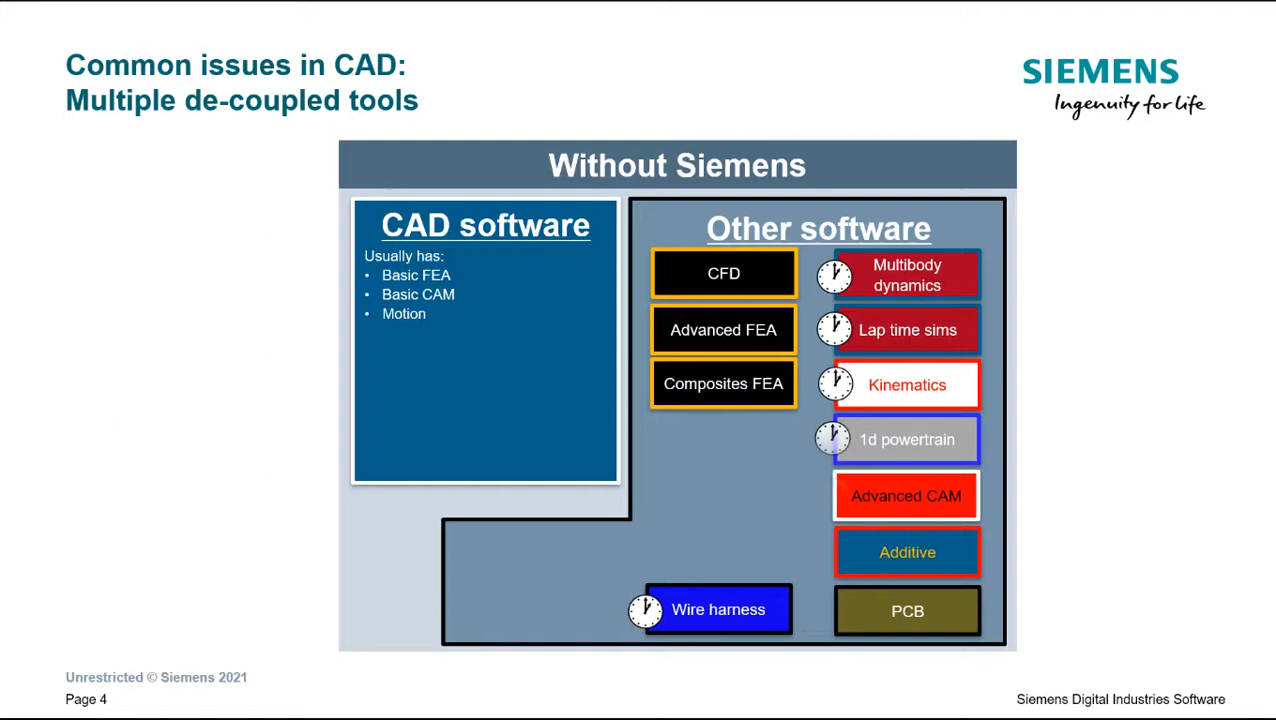 Common issues in CAD:
Multiple de-coupled tools
SIEMENS
Ingenuity for life
Without Siemens
CAD software
Usually has:
• Basic FEA
• Basic CAM
• Motion
Other software
CFD
Advanced FEA
Composites FEA
Multibody
dynamics
Lap time sims
Kinematics
1d powertrain
Advanced CAM
Additive
Wire harness
PCB
Unrestricted © Siemens 2021
Page 4
Siemens Digital Industries Software